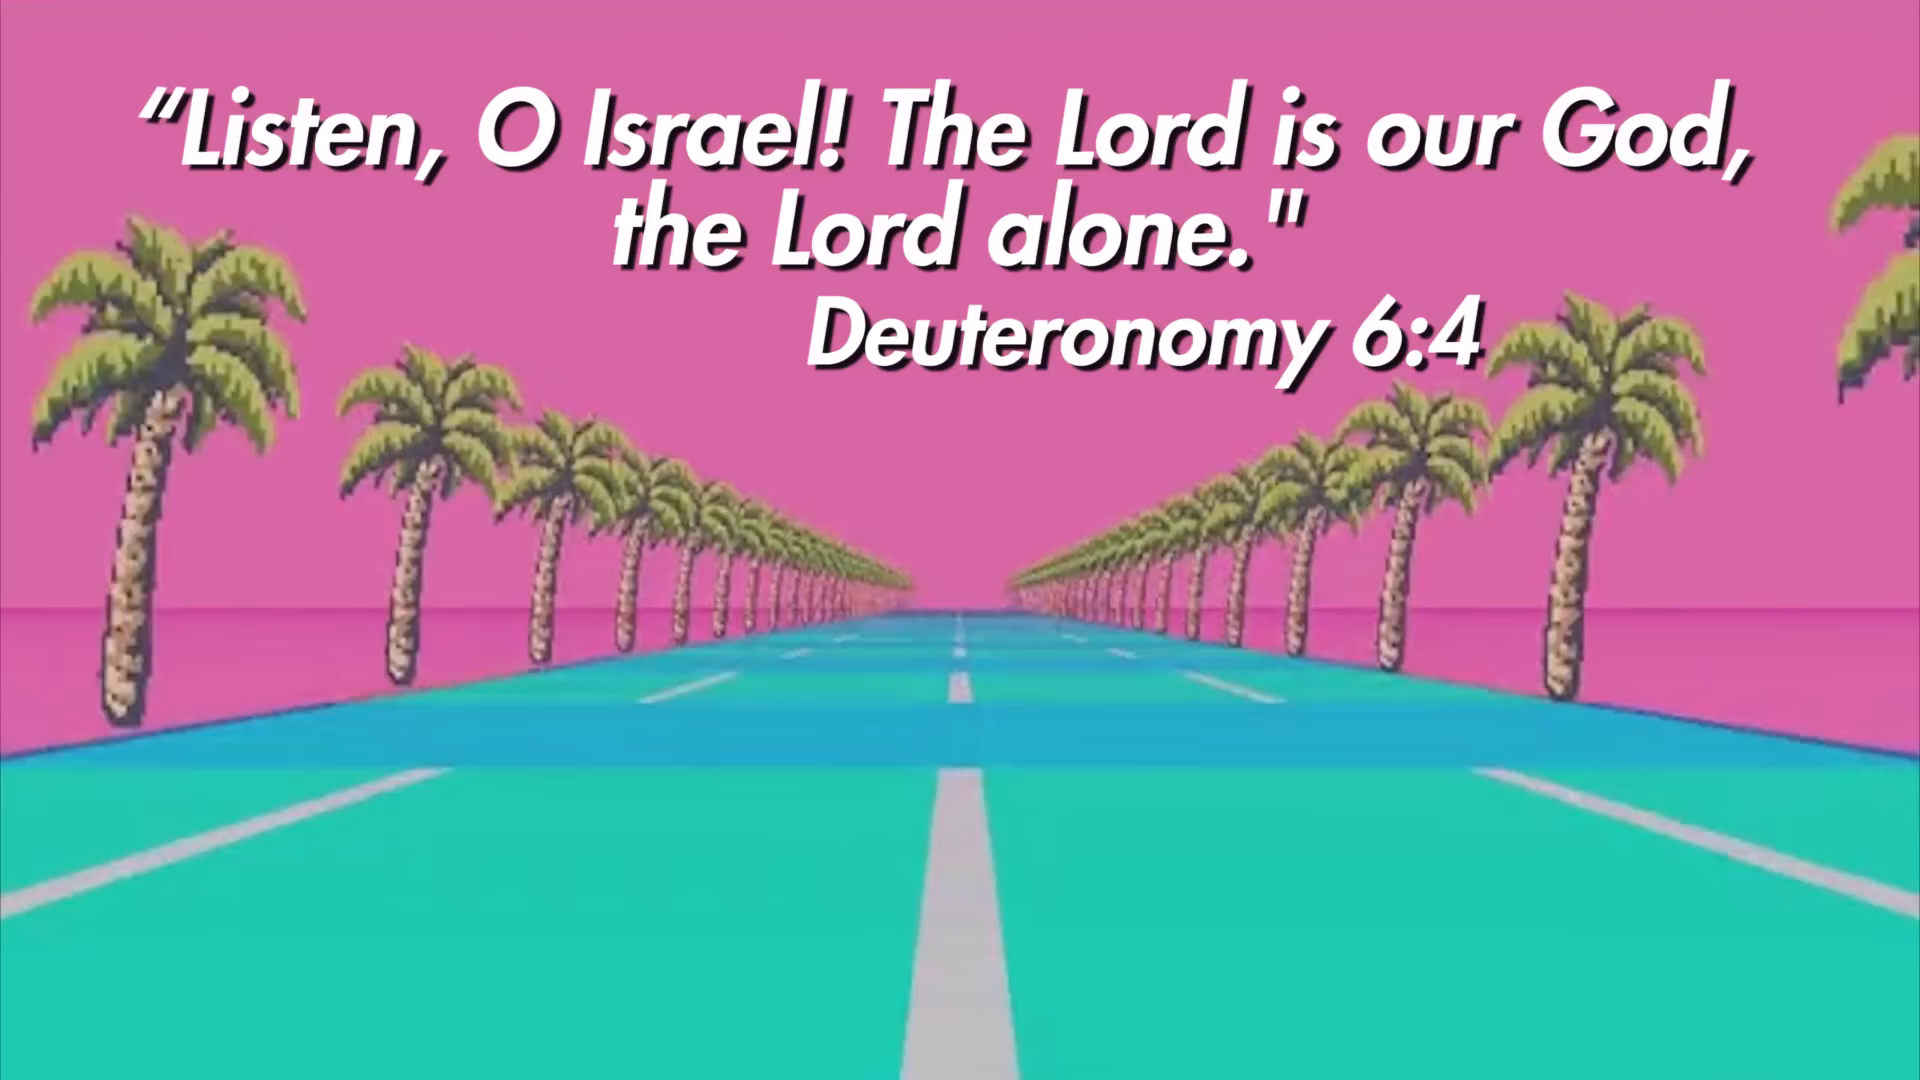 “Listen, O Israel! The Lord is our God,
the Lord alone."
Deuteronomy 6:4